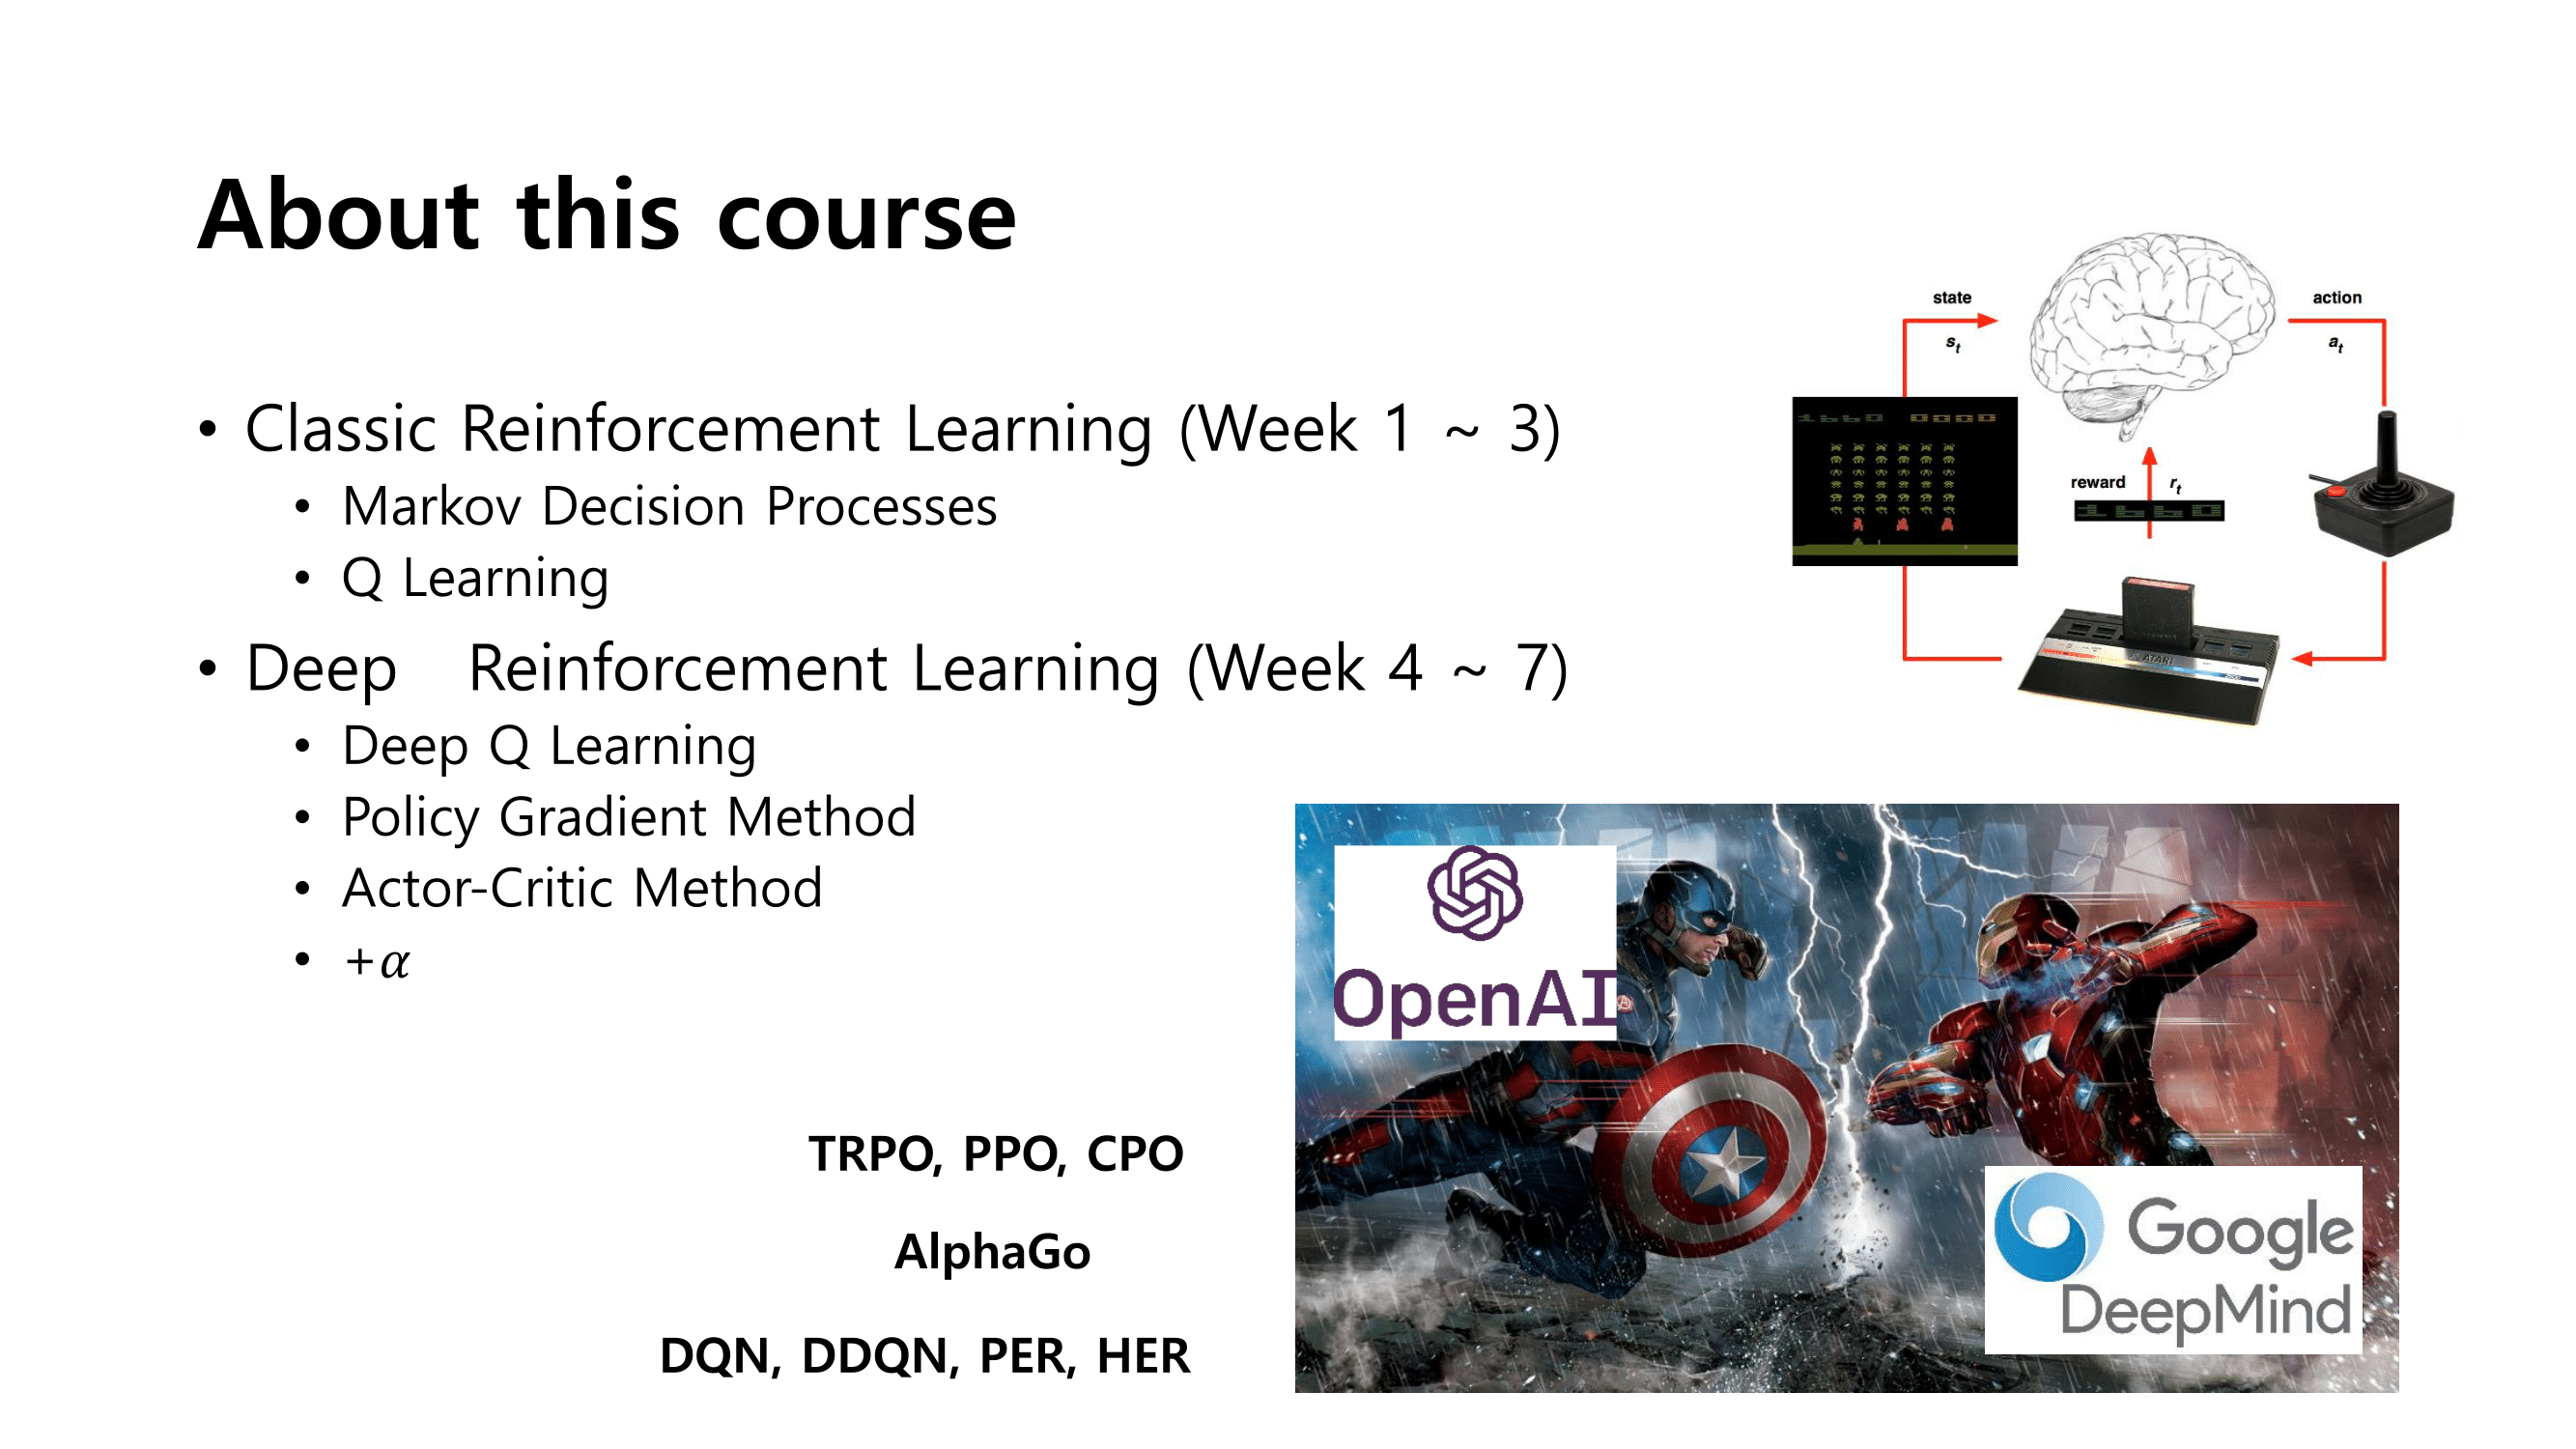 About this course
• Classic Reinforcement Learning (Week 1 ~ 3)
• Markov Decision Processes
• Q Learning
• Deep Reinforcement Learning (Week 4 ~ 7)
• Deep Q Learning
• Policy Gradient Method
• Actor-Critic Method
• +α
TRPO, PPO, CPO
AlphaGo
DQN, DDQN, PER, HER
state
s_t
action
a_t
reward r_t
ATARI
OpenAI
Google
DeepMind